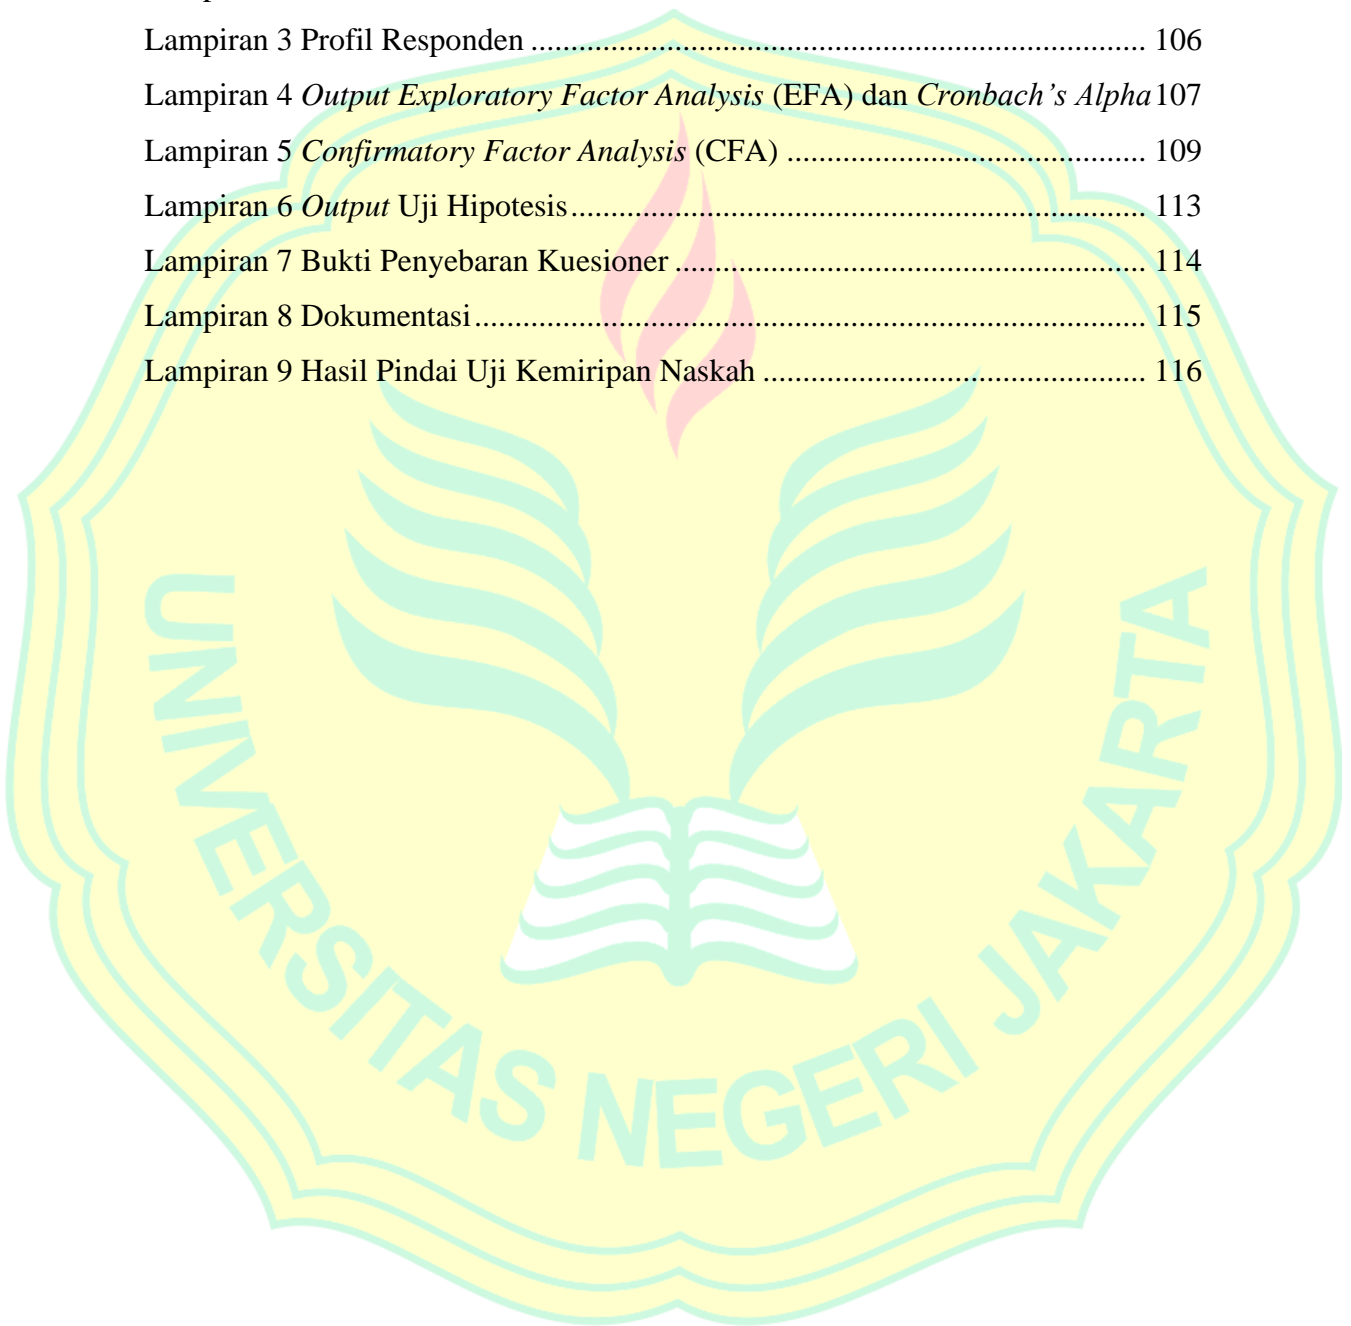 Lampiran 3 Profil Responden ............................................................................. 106
Lampiran 4 Output Exploratory Factor Analysis (EFA) dan Cronbach's Alpha 107
Lampiran 5 Confirmatory Factor Analysis (CFA) ............................................. 109
Lampiran 6 Output Uji Hipotesis ........................................................................ 113
Lampiran 7 Bukti Penyebaran Kuesioner ........................................................... 114
Lampiran 8 Dokumentasi .................................................................................... 115
Lampiran 9 Hasil Pindai Uji Kemiripan Naskah ................................................ 116
UNIVERSITAS NEGERI JAKARTA